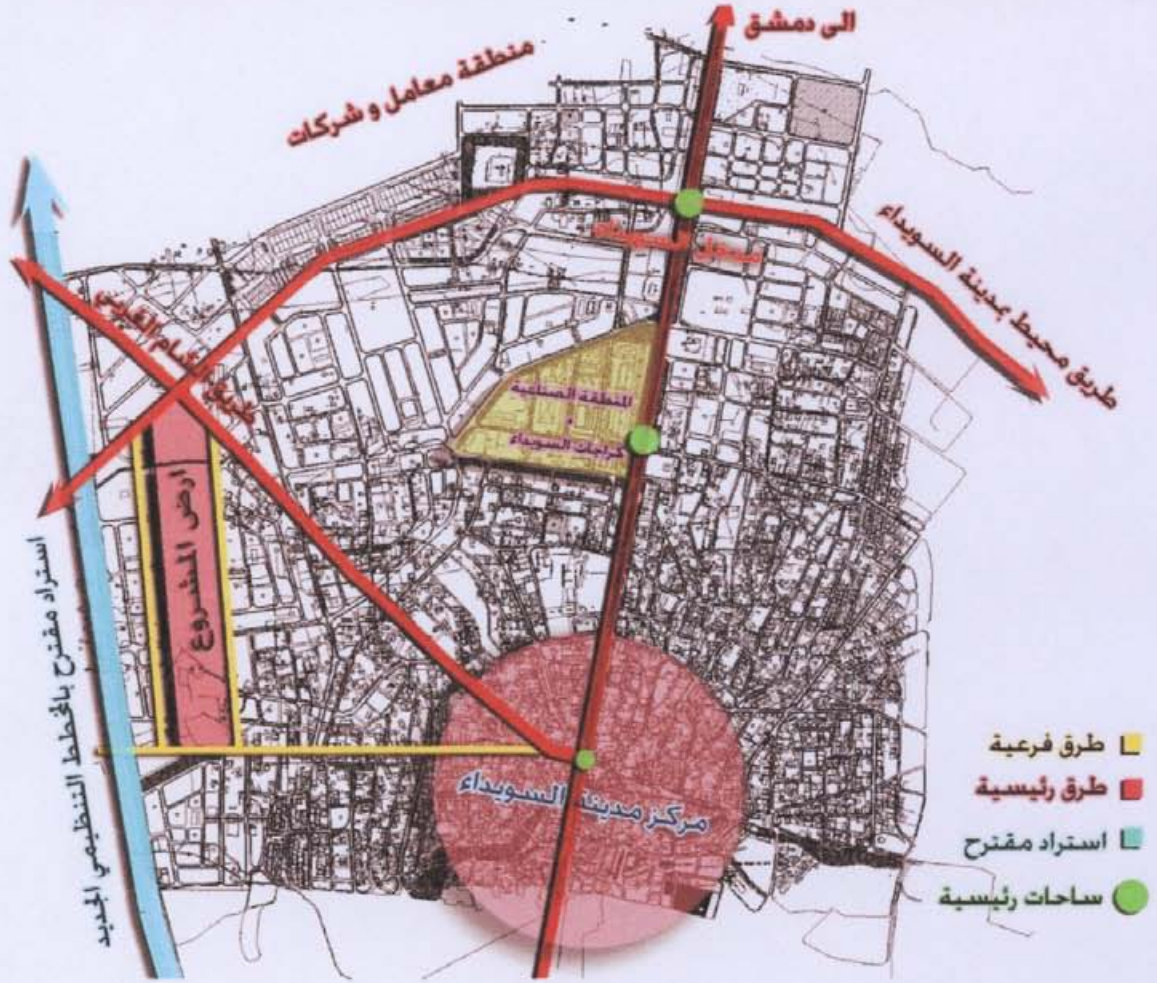 الى دمشق
منطقة معامل و شركات
طريق محيط بمدينة السويداء
المنطقة الصناعية
كراجات السويداء
ارض المشروع
استراد مقترح بالمخطط التنظيمي الجديد
مركز مدينة السويداء
طرق فرعية
طرق رئيسية
استراد مقترح
ساحات رئيسية